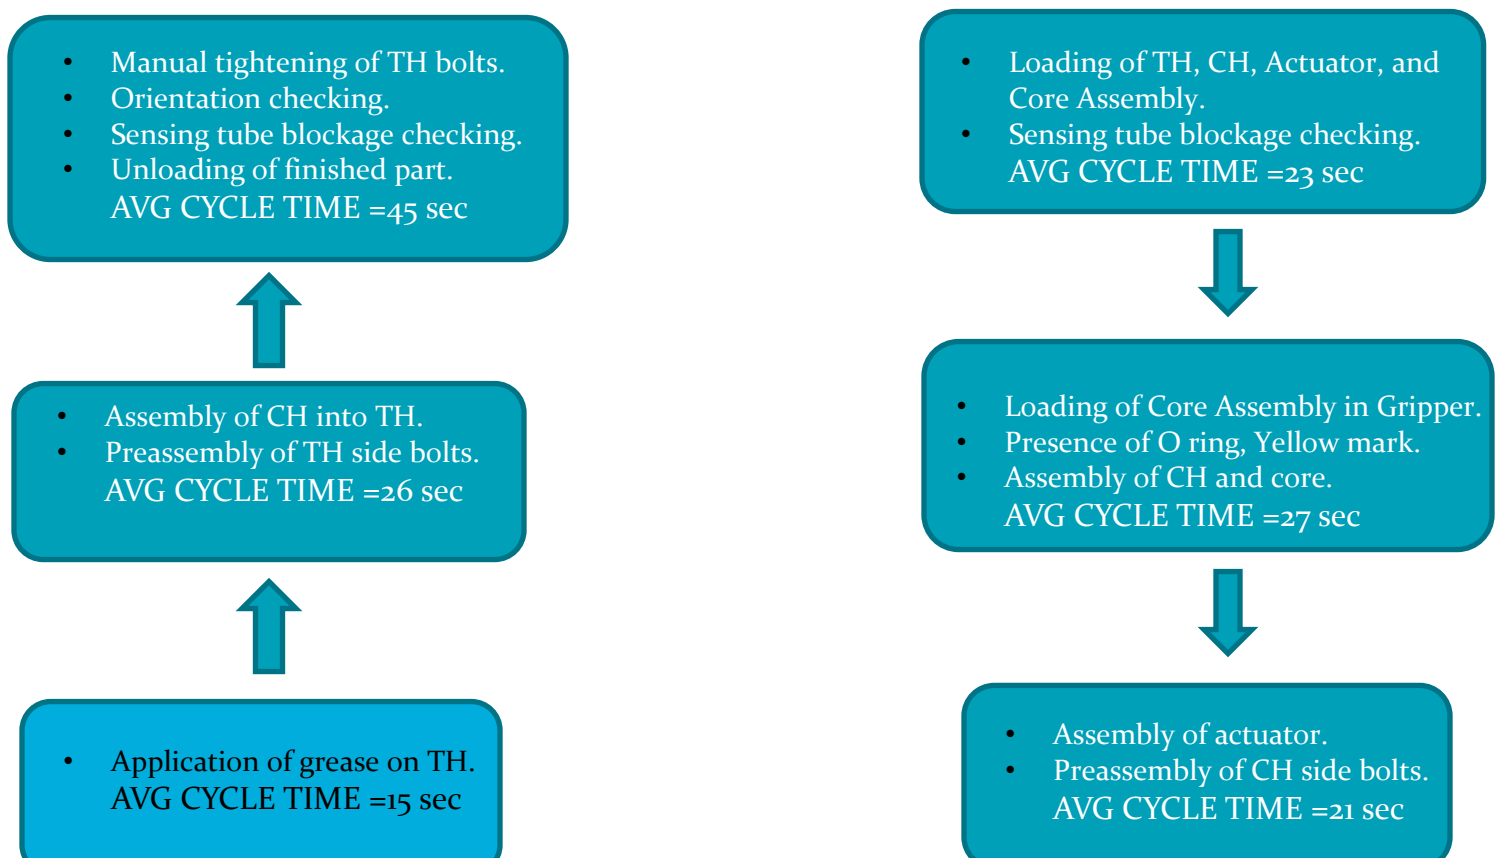 • Manual tightening of TH bolts.
• Orientation checking.
• Sensing tube blockage checking.
• Unloading of finished part.
AVG CYCLE TIME =45 sec
• Assembly of CH into TH.
• Preassembly of TH side bolts.
AVG CYCLE TIME =26 sec
• Application of grease on TH.
AVG CYCLE TIME =15 sec
• Loading of TH, CH, Actuator, and
Core Assembly.
• Sensing tube blockage checking.
AVG CYCLE TIME =23 sec
• Loading of Core Assembly in Gripper.
• Presence of O ring, Yellow mark.
• Assembly of CH and core.
AVG CYCLE TIME =27 sec
• Assembly of actuator.
• Preassembly of CH side bolts.
AVG CYCLE TIME =21 sec